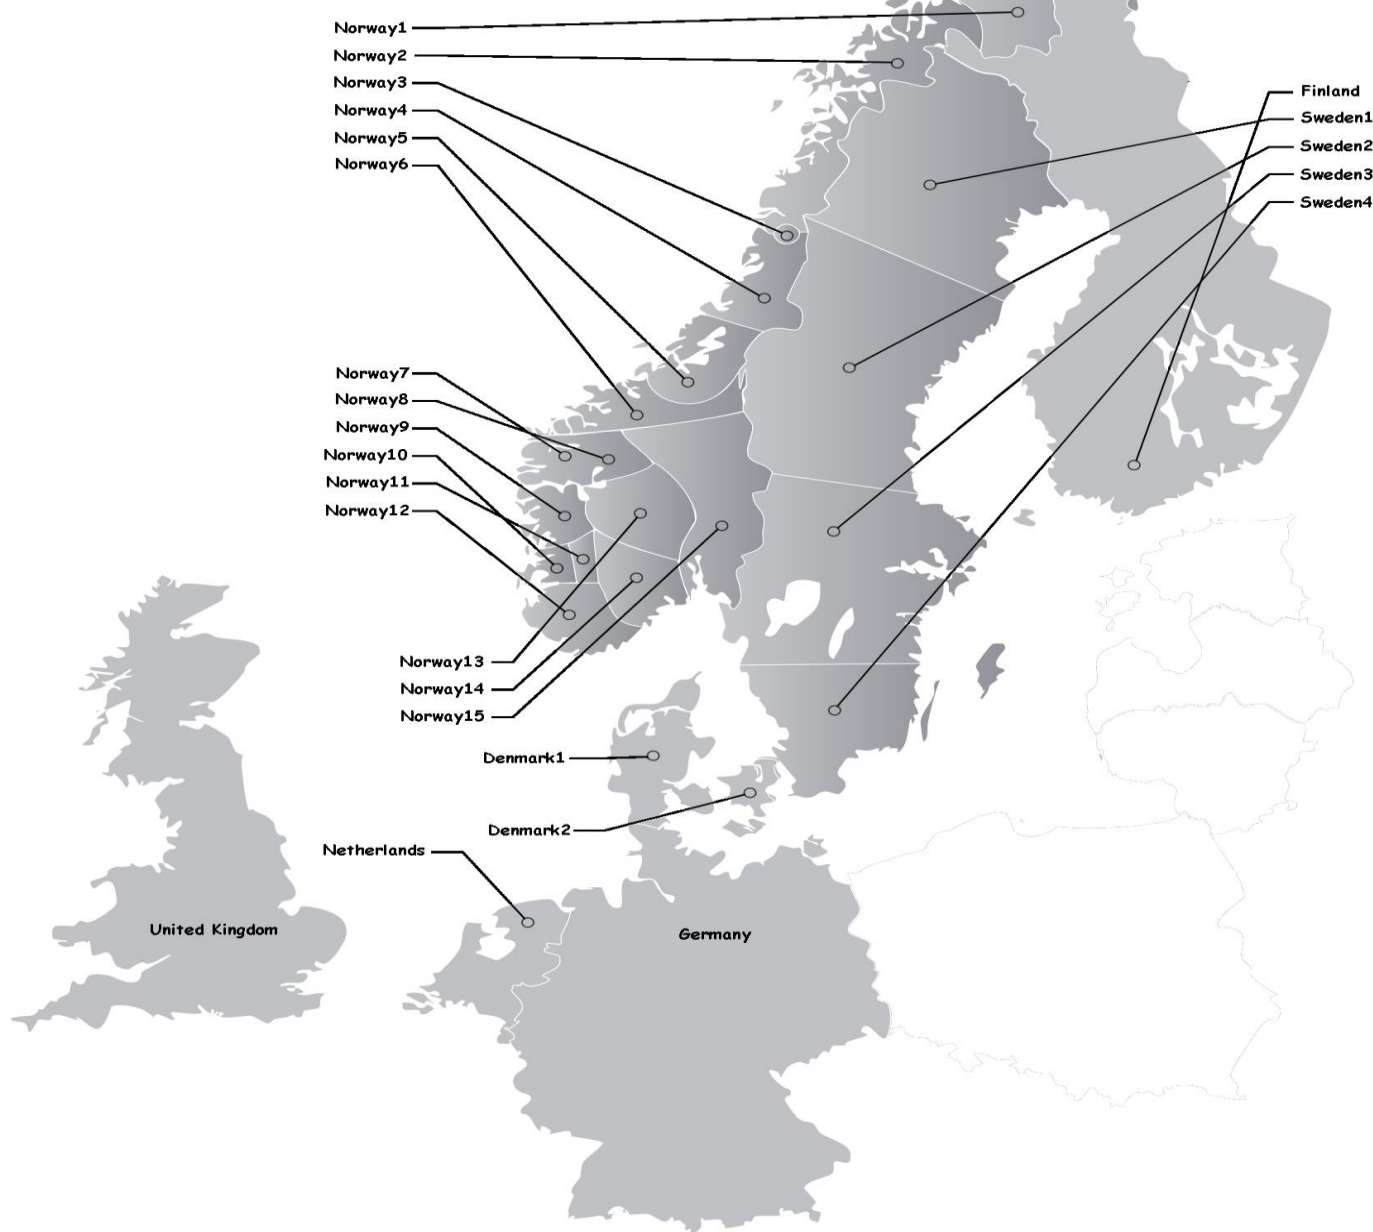 Norway1
Norway2
Norway3
Norway4
Norway5
Norway6
Finland
Sweden1
Sweden2
Sweden3
Sweden4
Norway7
Norway8
Norway9
Norway10
Norway11
Norway12
Norway13
Norway14
Norway15
Denmark1
Denmark2
Netherlands
United Kingdom
Germany